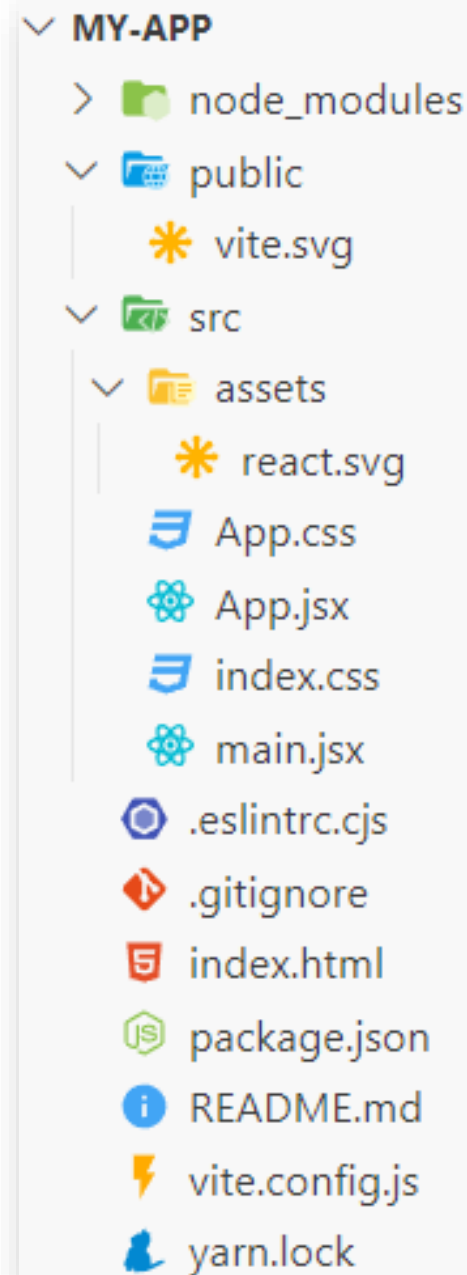 MY-APP
node_modules
public
vite.svg
src
assets
react.svg
App.css
App.jsx
index.css
main.jsx
.eslintrc.cjs
.gitignore
index.html
package.json
README.md
vite.config.js
yarn.lock